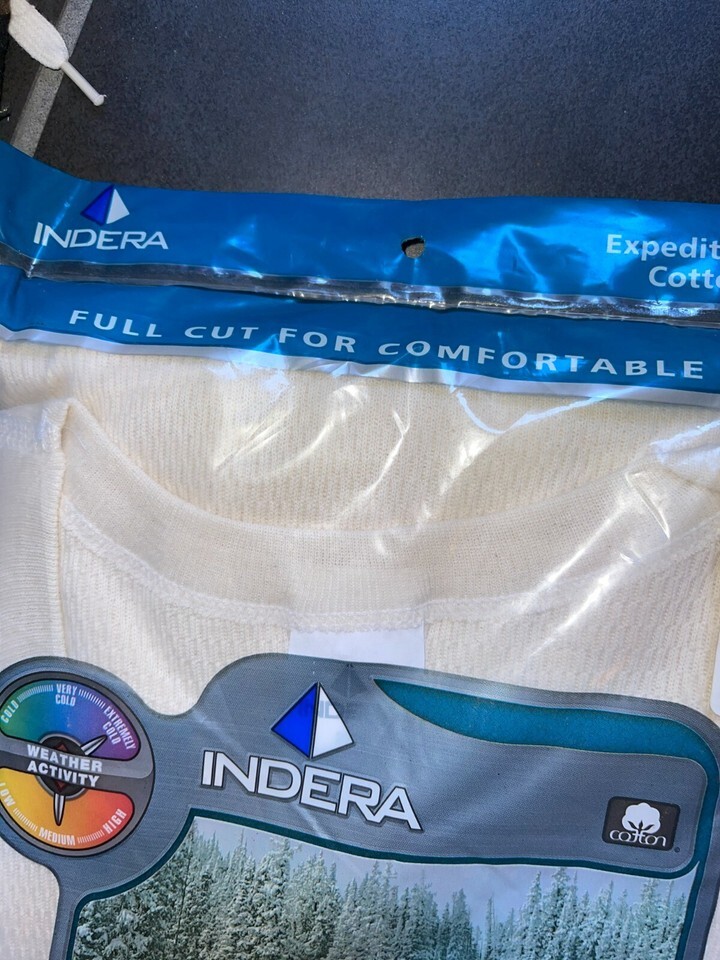 INDERA
Expedit
Cotto
FULL CUT FOR COMFORTABLE
COLD
VERY
COLD
EXTREMELY
COLD
WEATHER
ACTIVITY
LOW
MEDIUM
HIGH
INDERA
cotton